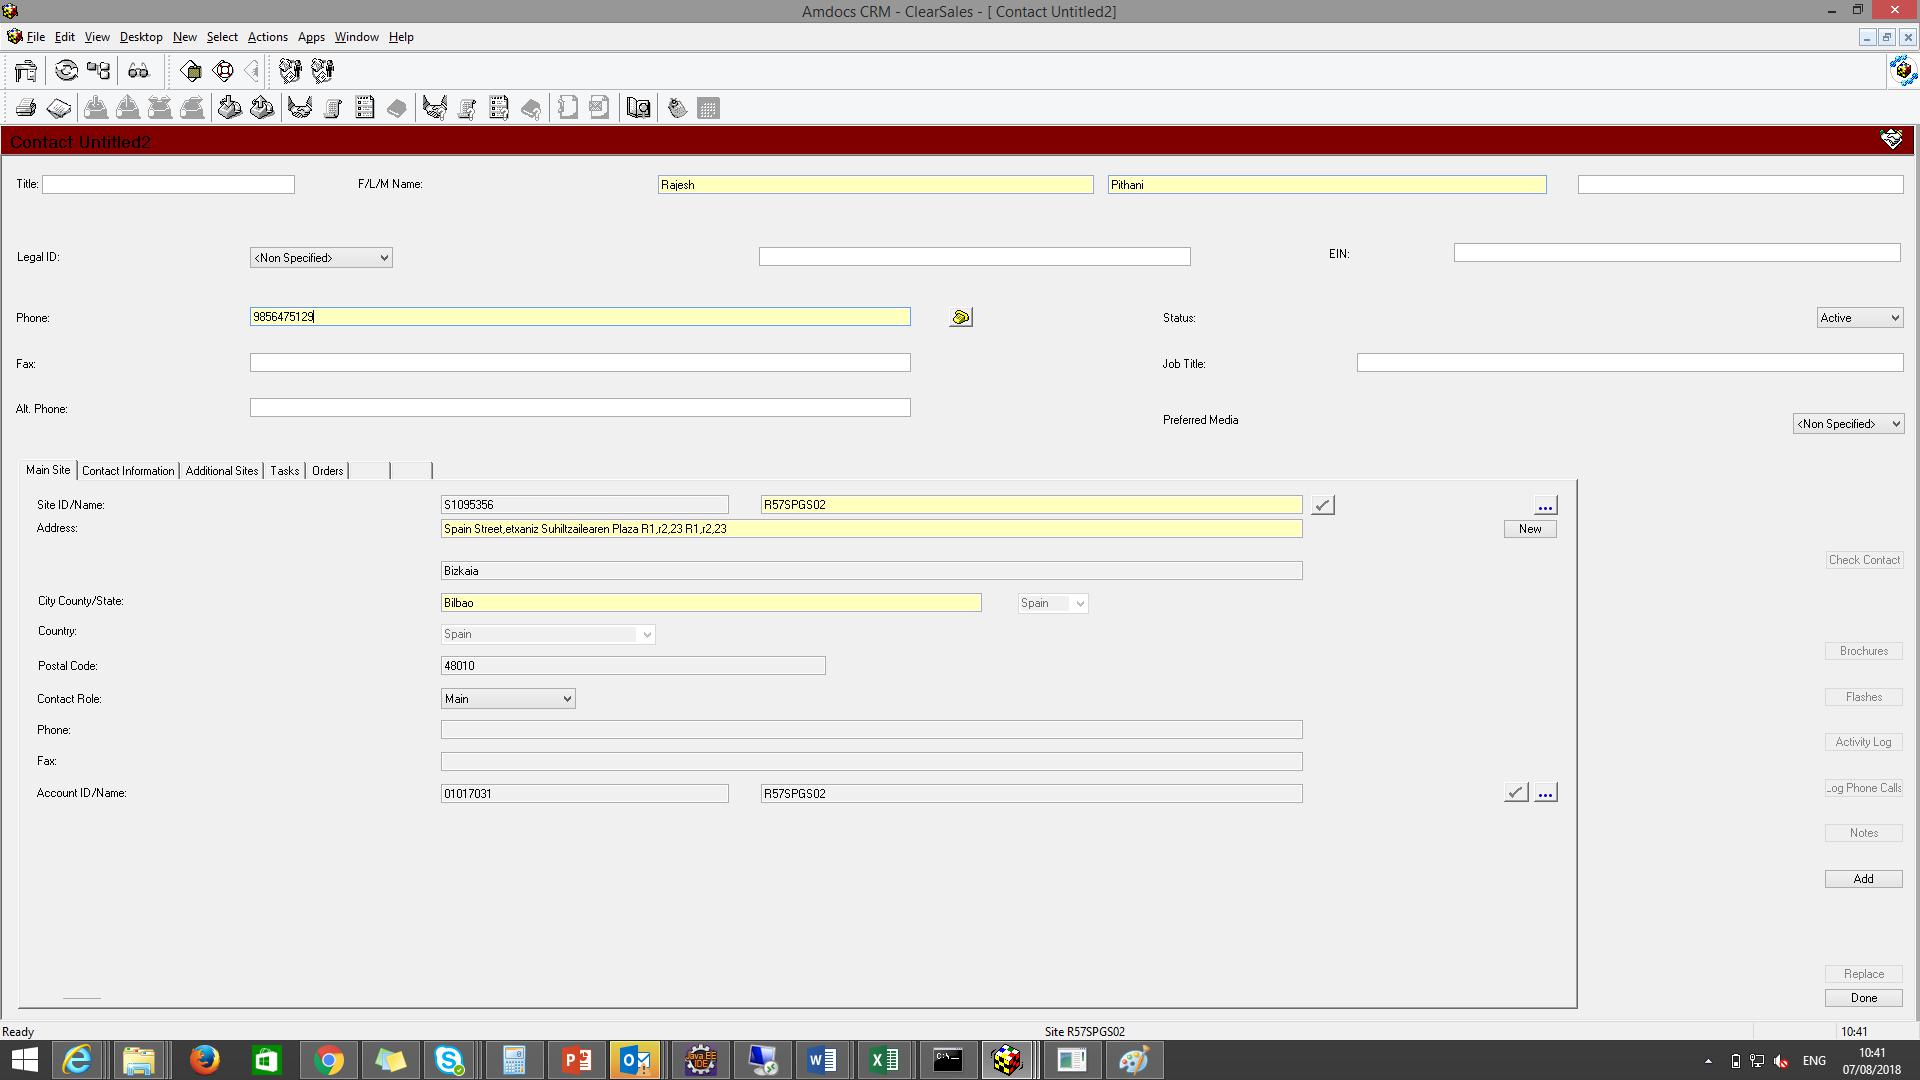 Amdocs CRM - ClearSales - [ Contact Untitled2]
File Edit View Desktop New Select Actions Apps Window Help
Contact Untitled2
Title: F/L/M Name: Rajesh Pithani
Legal ID: <Non Specified> EIN:
Phone: 9856475129 Status: Active
Fax: Job Title:
Alt. Phone: Preferred Media <Non Specified>
Main Site Contact Information Additional Sites Tasks Orders
Site ID/Name: S1095356 R57SPGS02 ...
Address: Spain Street,etxaniz Suhiltzailearen Plaza R1,r2,23 R1,r2,23 New
Check Contact
Bizkaia
City County/State: Bilbao Spain
Country: Spain
Brochures
Postal Code: 48010
Contact Role: Main Flashes
Phone:
Activity Log
Fax:
Log Phone Calls
Account ID/Name: 01017031 R57SPGS02 ...
Notes
Add
Replace
Done
Ready Site R57SPGS02 10:41
ENG 10:41
07/08/2018